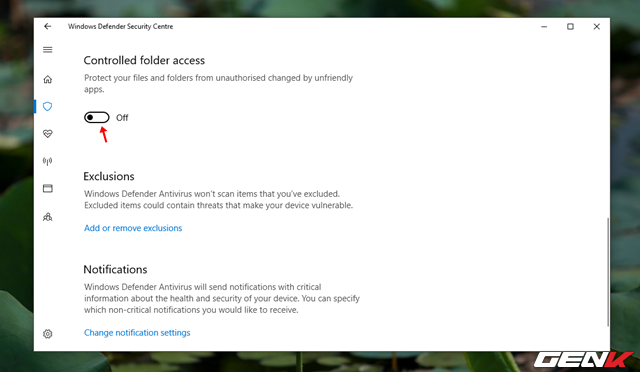 Windows Defender Security Centre
Controlled folder access
Protect your files and folders from unauthorised changed by unfriendly
apps.
Off
Exclusions
Windows Defender Antivirus won't scan items that you've excluded.
Excluded items could contain threats that make your device vulnerable.
Add or remove exclusions
Notifications
Windows Defender Antivirus will send notifications with critical
information about the health and security of your device. You can specify
which non-critical notifications you would like to receive.
Change notification settings
GENK